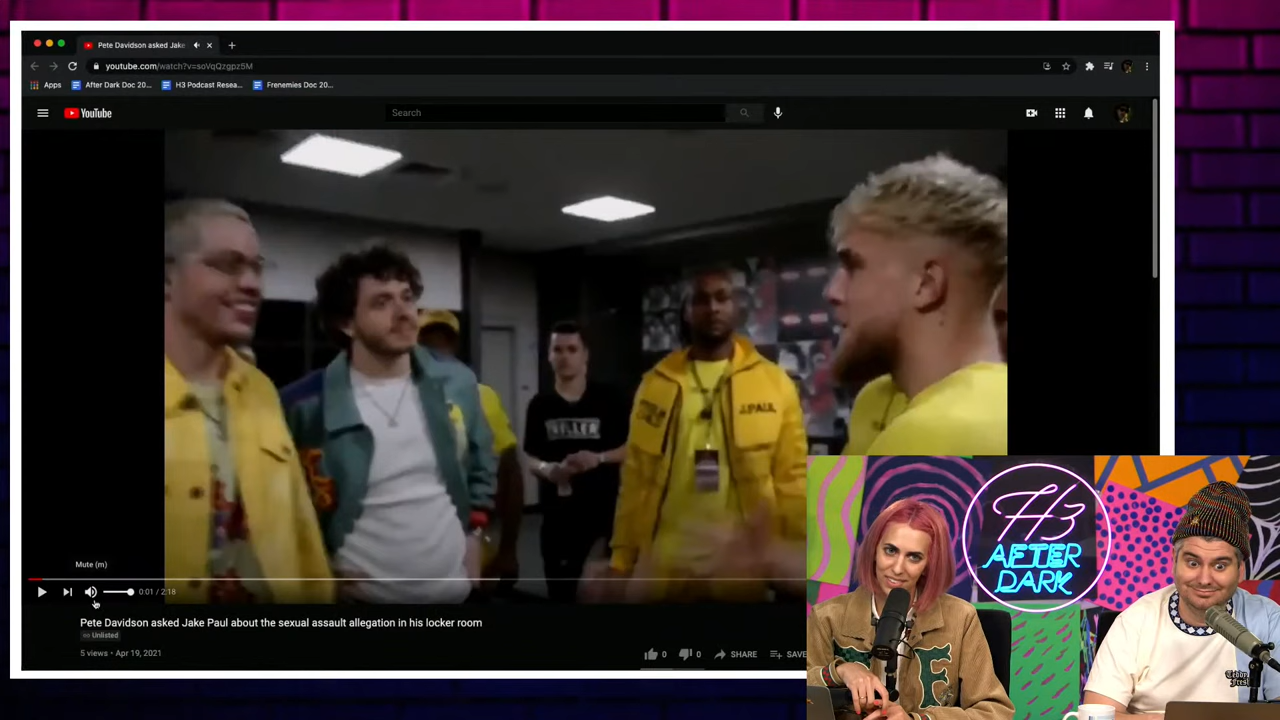 Pete Davidson asked Jake
youtube.com/watch?v=soVqQzgpz5M
Apps
After Dark Doc 20...
H3 Podcast Resea...
Frenemies Doc 20...
YouTube
Search
J.PAUL
Mute (m)
0:01 / 2:18
Pete Davidson asked Jake Paul about the sexual assault allegation in his locker room
Unlisted
5 views • Apr 19, 2021
0
0
SHARE
SAVE
H3
AFTER
DARK
Teddy
Fresh